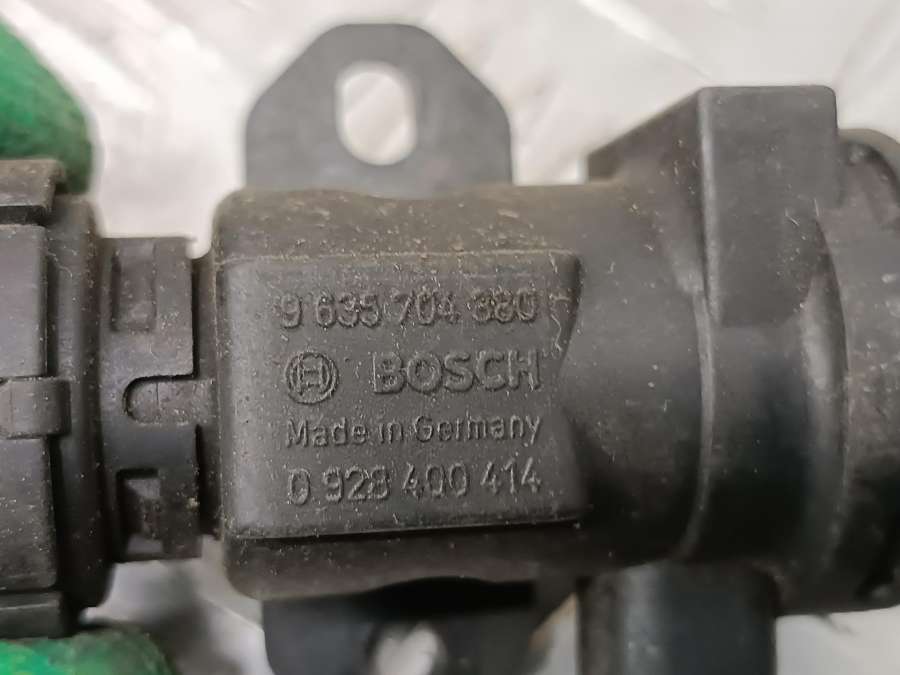 9 635 704 380
BOSCH
Made in Germany
0 928 400 414